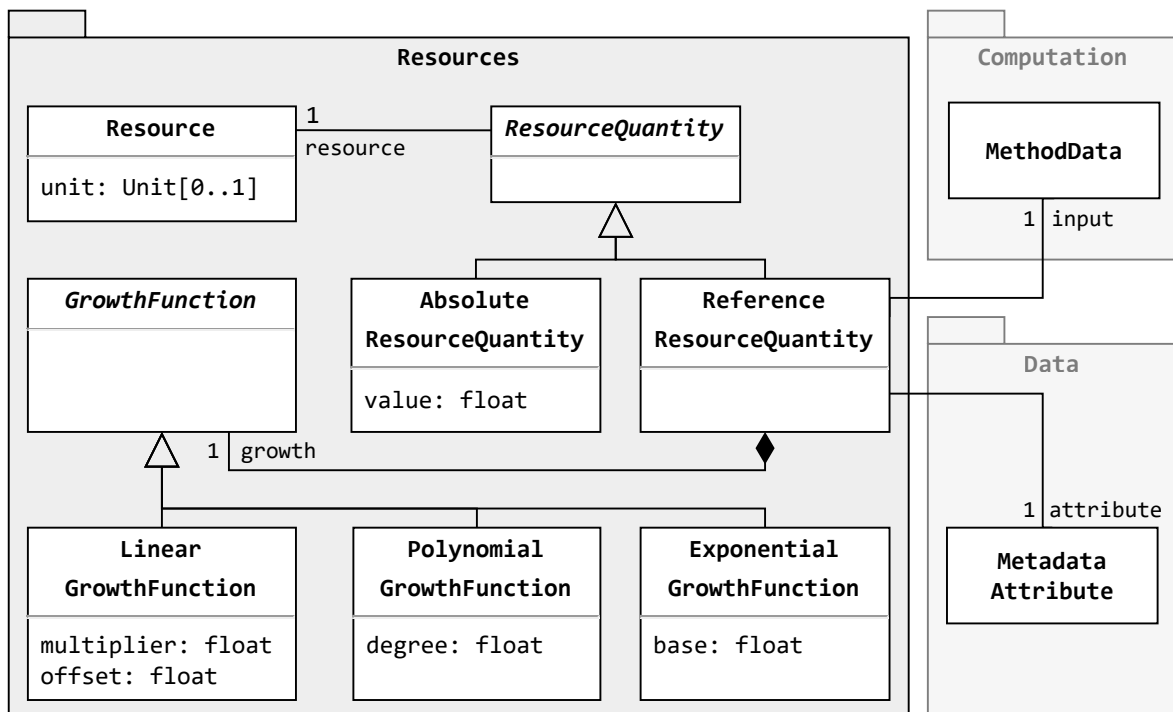 Resources
Resource
unit: Unit[0..1]
1
resource
ResourceQuantity
GrowthFunction
Absolute
ResourceQuantity
value: float
Reference
ResourceQuantity
1 growth
Linear
GrowthFunction
multiplier: float
offset: float
Polynomial
GrowthFunction
degree: float
Exponential
GrowthFunction
base: float
Computation
MethodData
1 input
Data
1 attribute
Metadata
Attribute